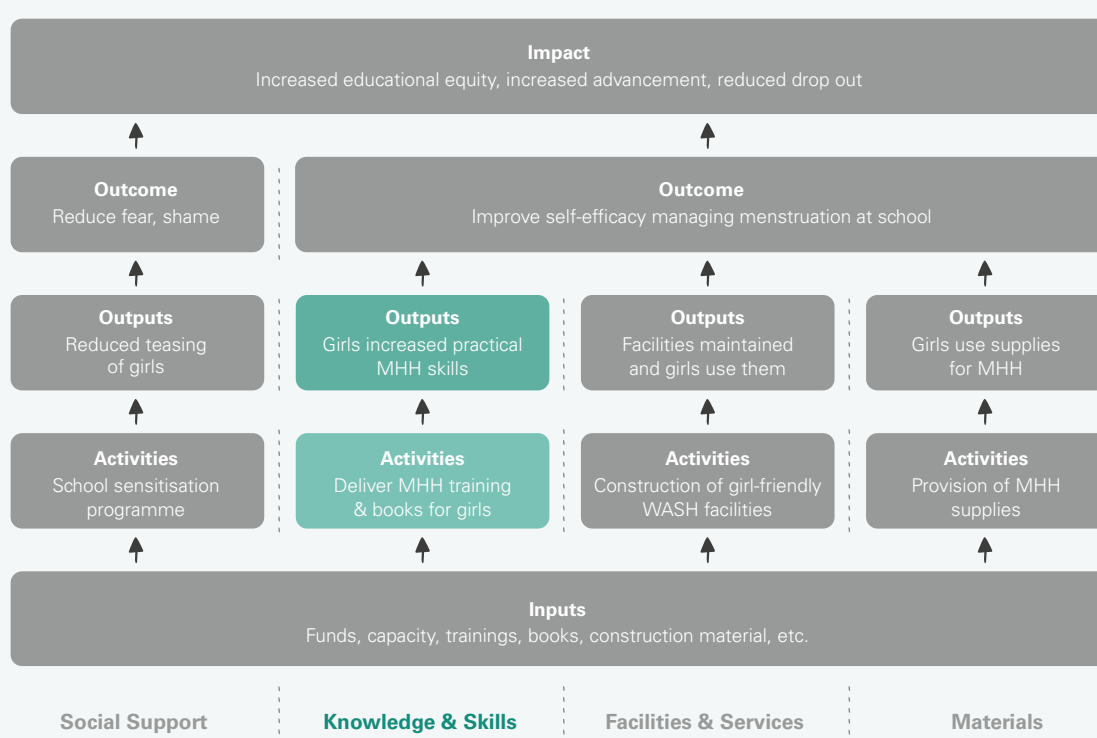 Impact
Increased educational equity, increased advancement, reduced drop out
Outcome
Reduce fear, shame
Outcome
Improve self-efficacy managing menstruation at school
Outputs
Reduced teasing
of girls
Outputs
Girls increased practical
MHH skills
Outputs
Facilities maintained
and girls use them
Outputs
Girls use supplies
for MHH
Activities
School sensitisation
programme
Activities
Deliver MHH training
& books for girls
Activities
Construction of girl-friendly
WASH facilities
Activities
Provision of MHH
supplies
Inputs
Funds, capacity, trainings, books, construction material, etc.
Social Support
Knowledge & Skills
Facilities & Services
Materials